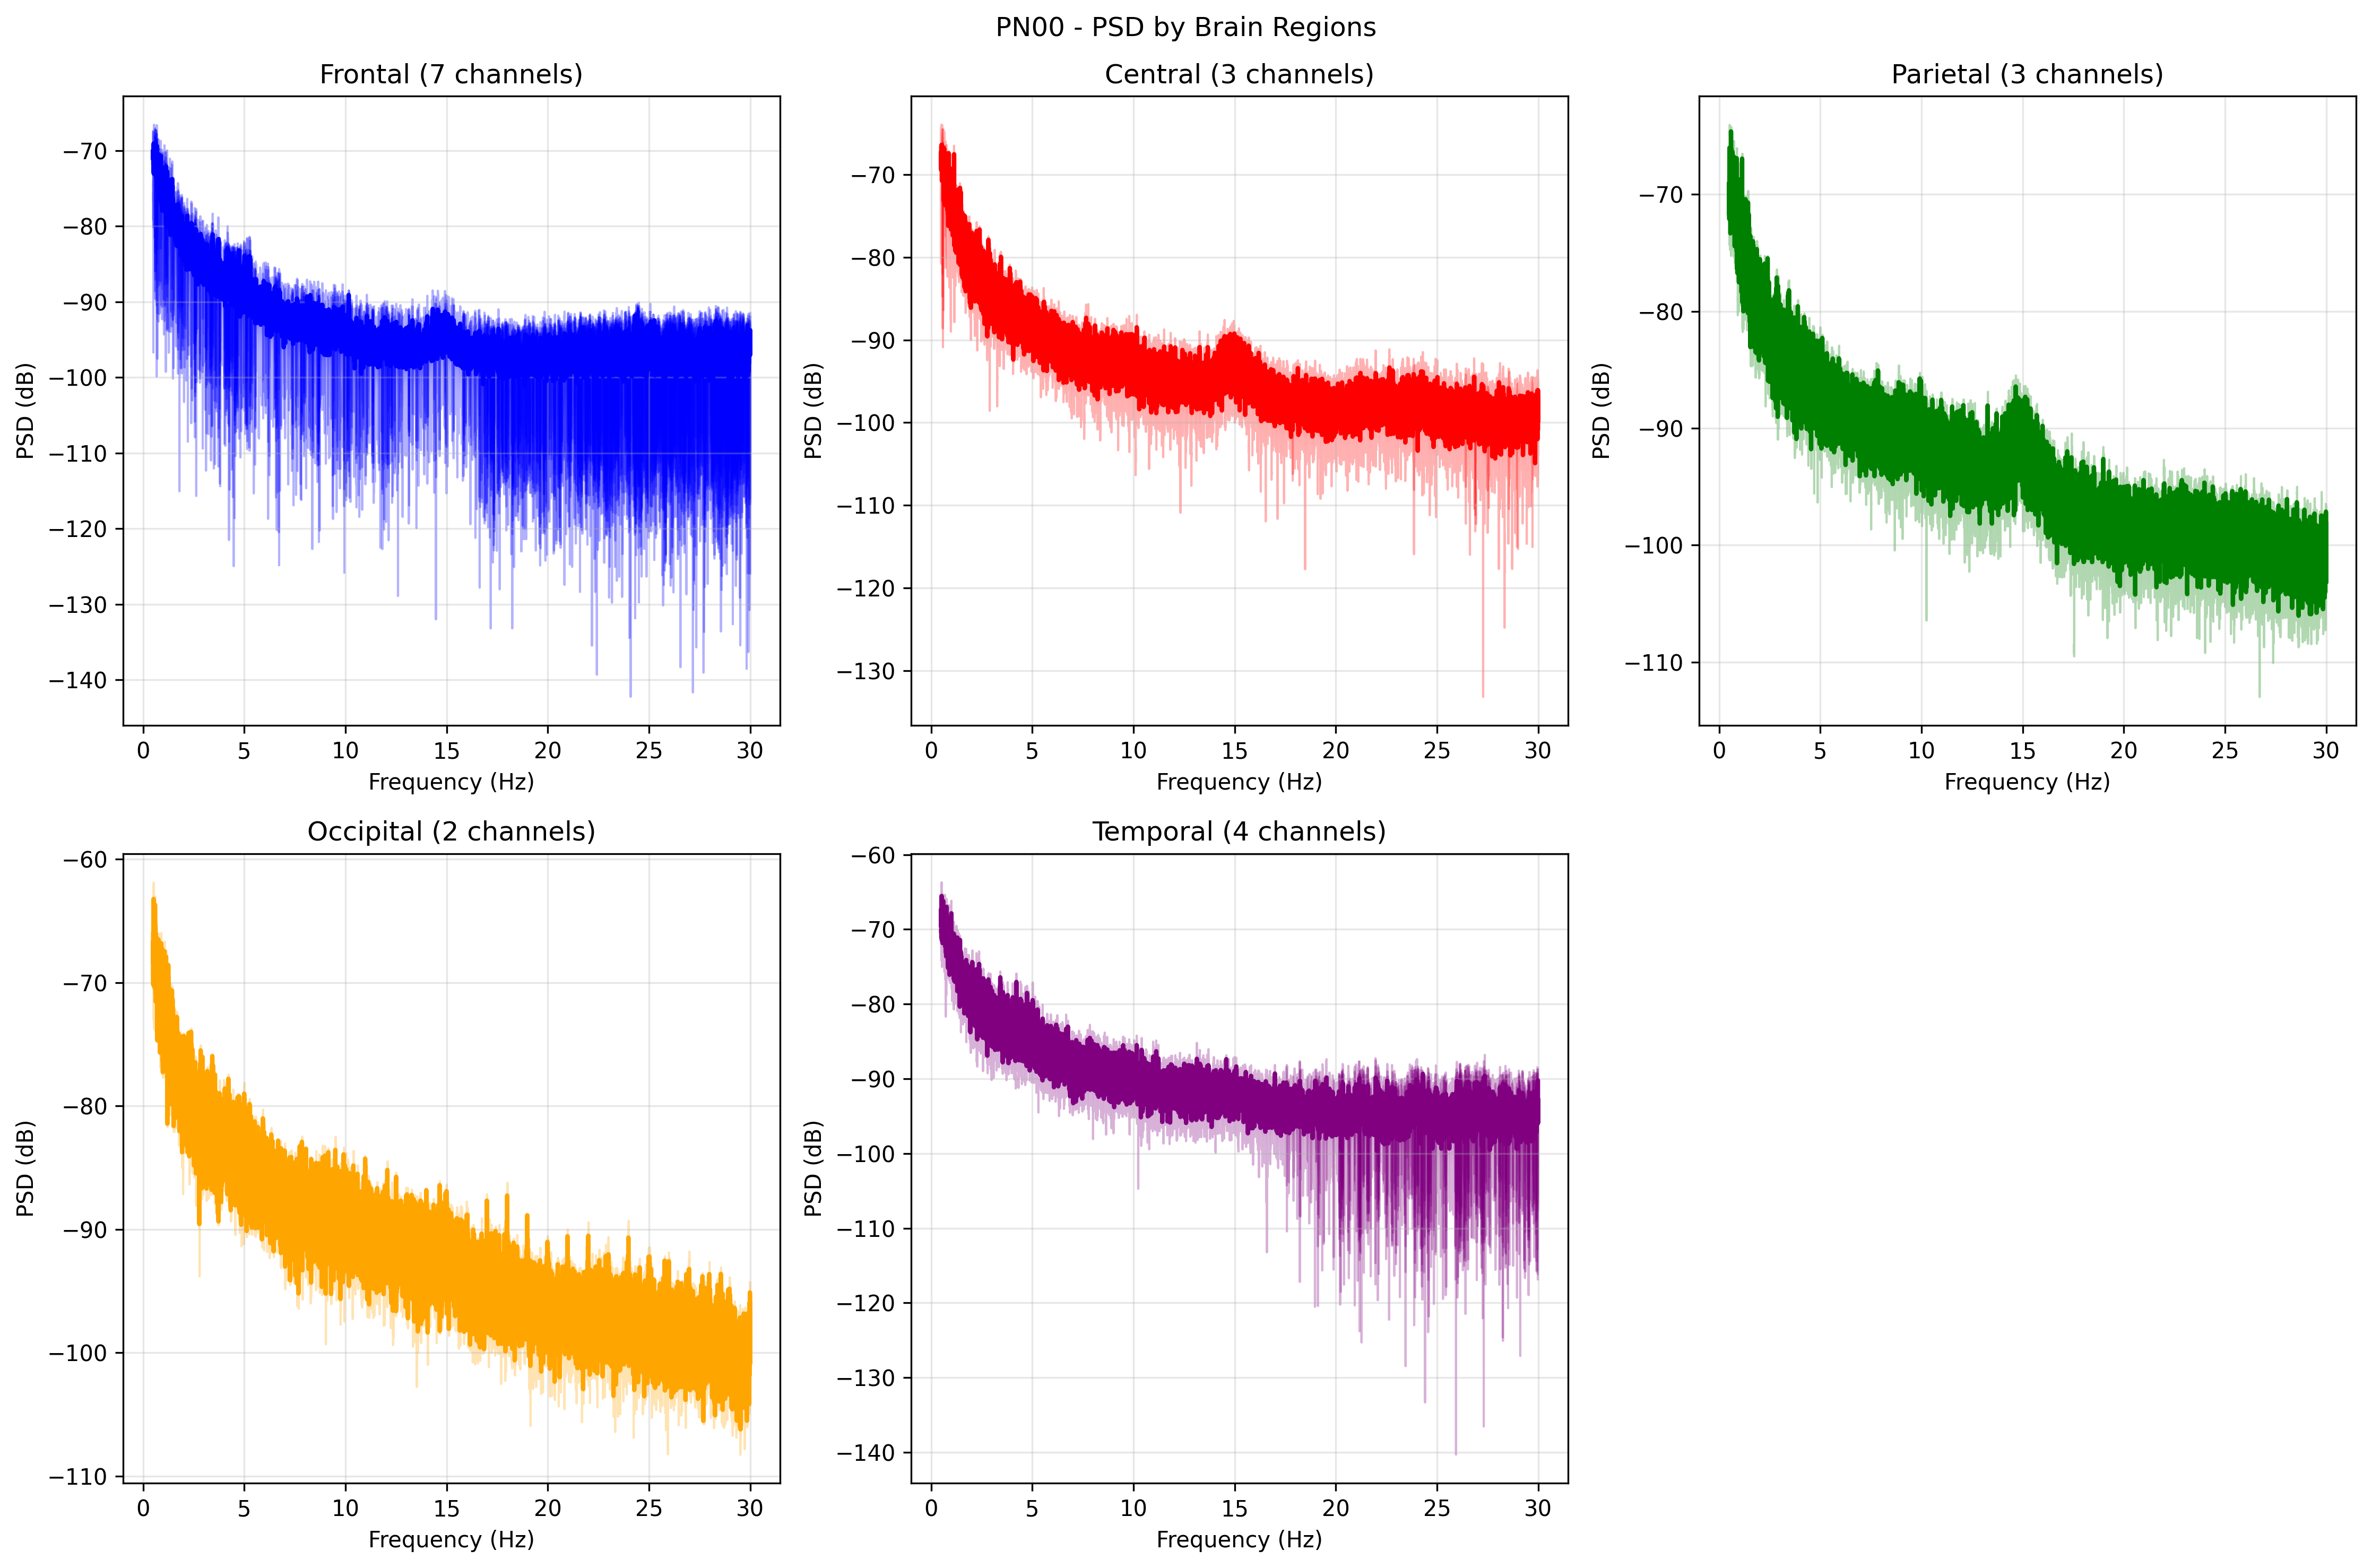 PN00 - PSD by Brain Regions
Frontal (7 channels)
−70
−80
−90
−100
−110
−120
−130
−140
PSD (dB)
0 5 10 15 20 25 30
Frequency (Hz)
Central (3 channels)
−70
−80
−90
−100
−110
−120
−130
PSD (dB)
0 5 10 15 20 25 30
Frequency (Hz)
Parietal (3 channels)
−70
−80
−90
−100
−110
PSD (dB)
0 5 10 15 20 25 30
Frequency (Hz)
Occipital (2 channels)
−60
−70
−80
−90
−100
−110
PSD (dB)
0 5 10 15 20 25 30
Frequency (Hz)
Temporal (4 channels)
−60
−70
−80
−90
−100
−110
−120
−130
−140
PSD (dB)
0 5 10 15 20 25 30
Frequency (Hz)